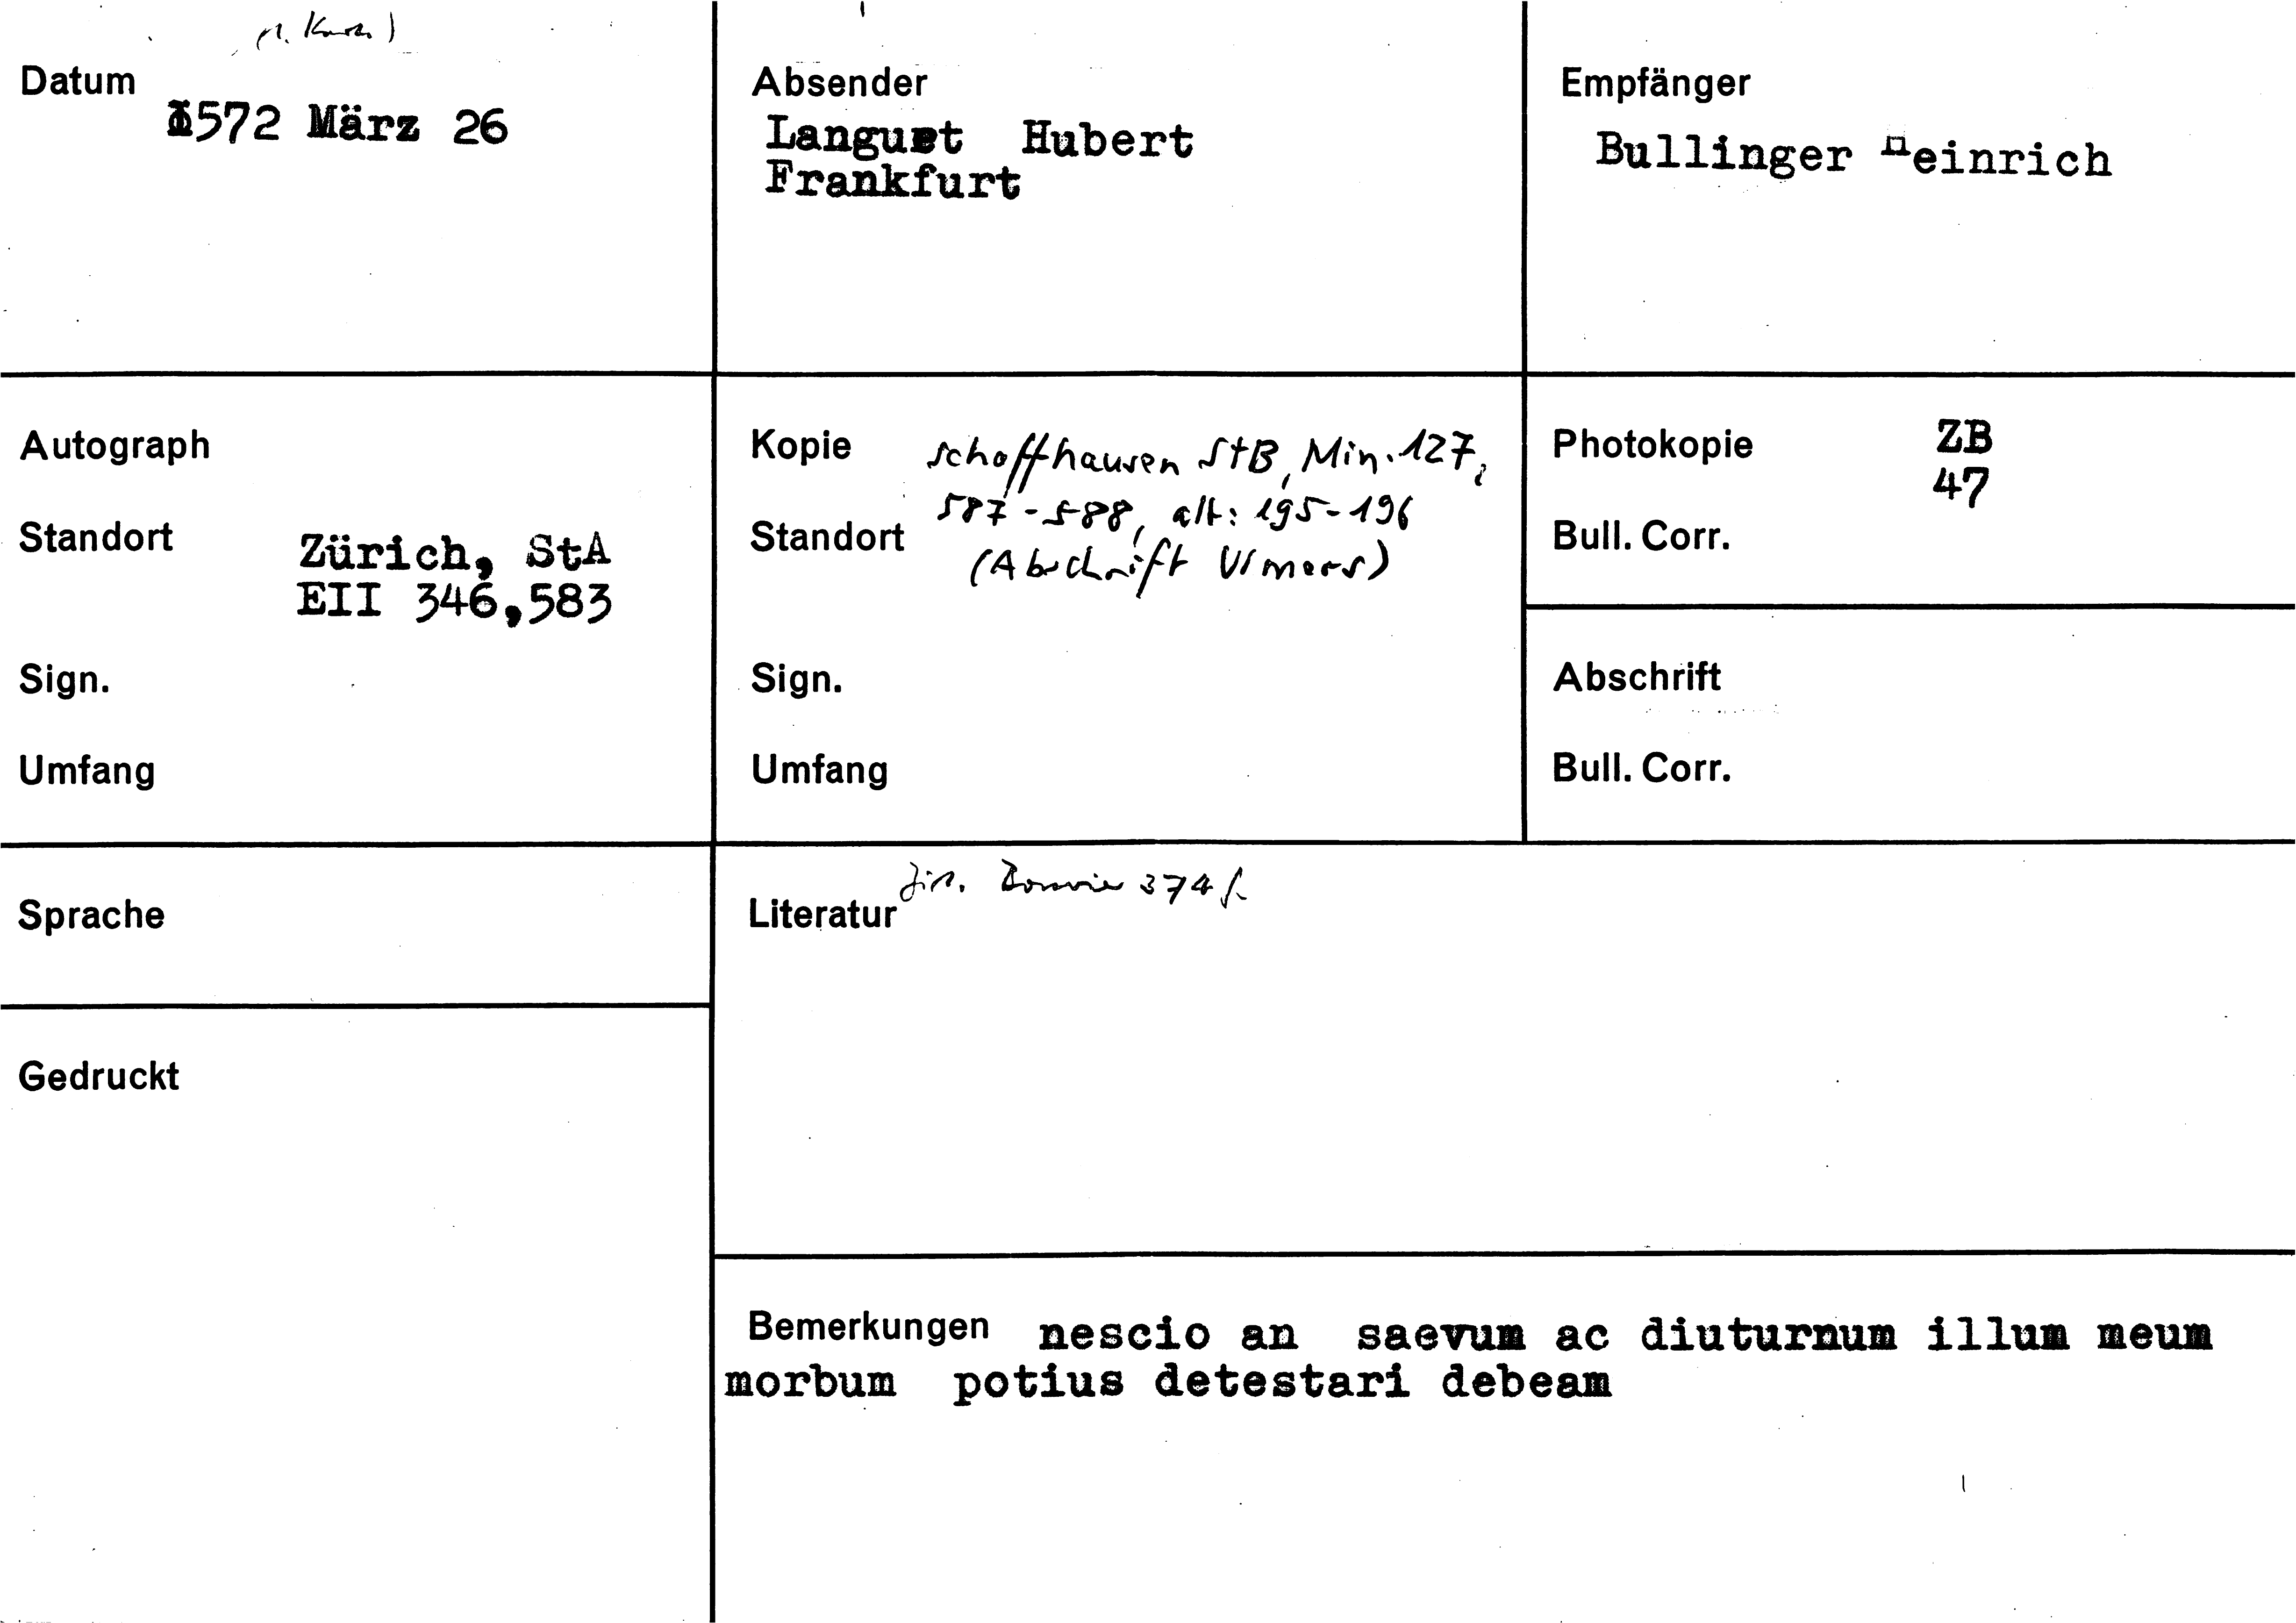 Datum
1572 März 26
Absender
Languet Hubert
Frankfurt
Empfänger
Bullinger Heinrich
Autograph
Standort
Zürich, StA
EII 346,583
Sign.
Umfang
Kopie
Schaffhausen StB, Min. 127,
587-588, alt: 195-196
Standort
(Abschrift Ulmers)
Sign.
Umfang
Photokopie
ZB
47
Bull. Corr.
Abschrift
Bull. Corr.
Sprache
Literatur
374 f.
Gedruckt
Bemerkungen nescio an saevum ac diuturnum illum meum
morbum potius detestari debeam